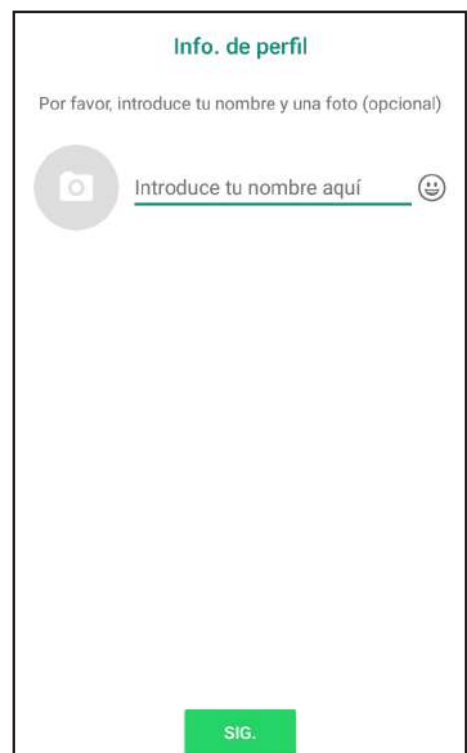 Info. de perfil
Por favor, introduce tu nombre y una foto (opcional)
Introduce tu nombre aquí
SIG.